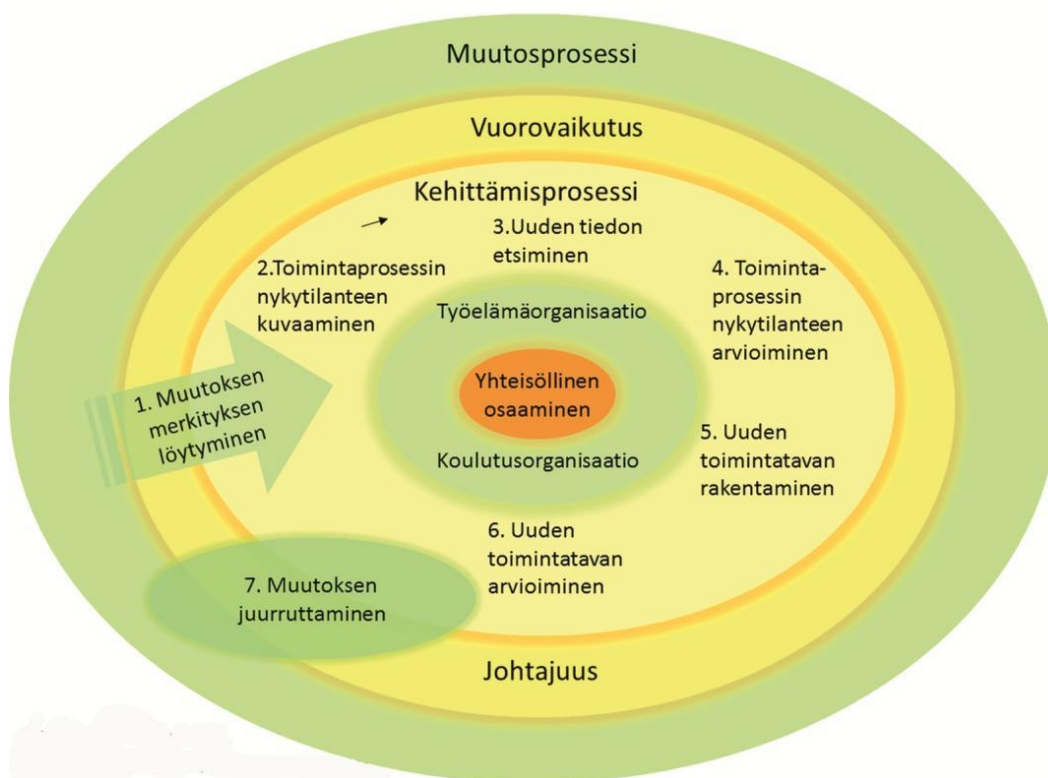 Muutosprosessi
Vuorovaikutus
Kehittämisprosessi
1. Muutoksen
merkityksen
löytyminen
2.Toimintaprosessin
nykytilanteen
kuvaaminen
3.Uuden tiedon
etsiminen
4. Toiminta-
prosessin
nykytilanteen
arvioiminen
Työelämäorganisaatio
Yhteisöllinen
osaaminen
Koulutusorganisaatio
5. Uuden
toimintatavan
rakentaminen
6. Uuden
toimintatavan
arvioiminen
7. Muutoksen
juurruttaminen
Johtajuus